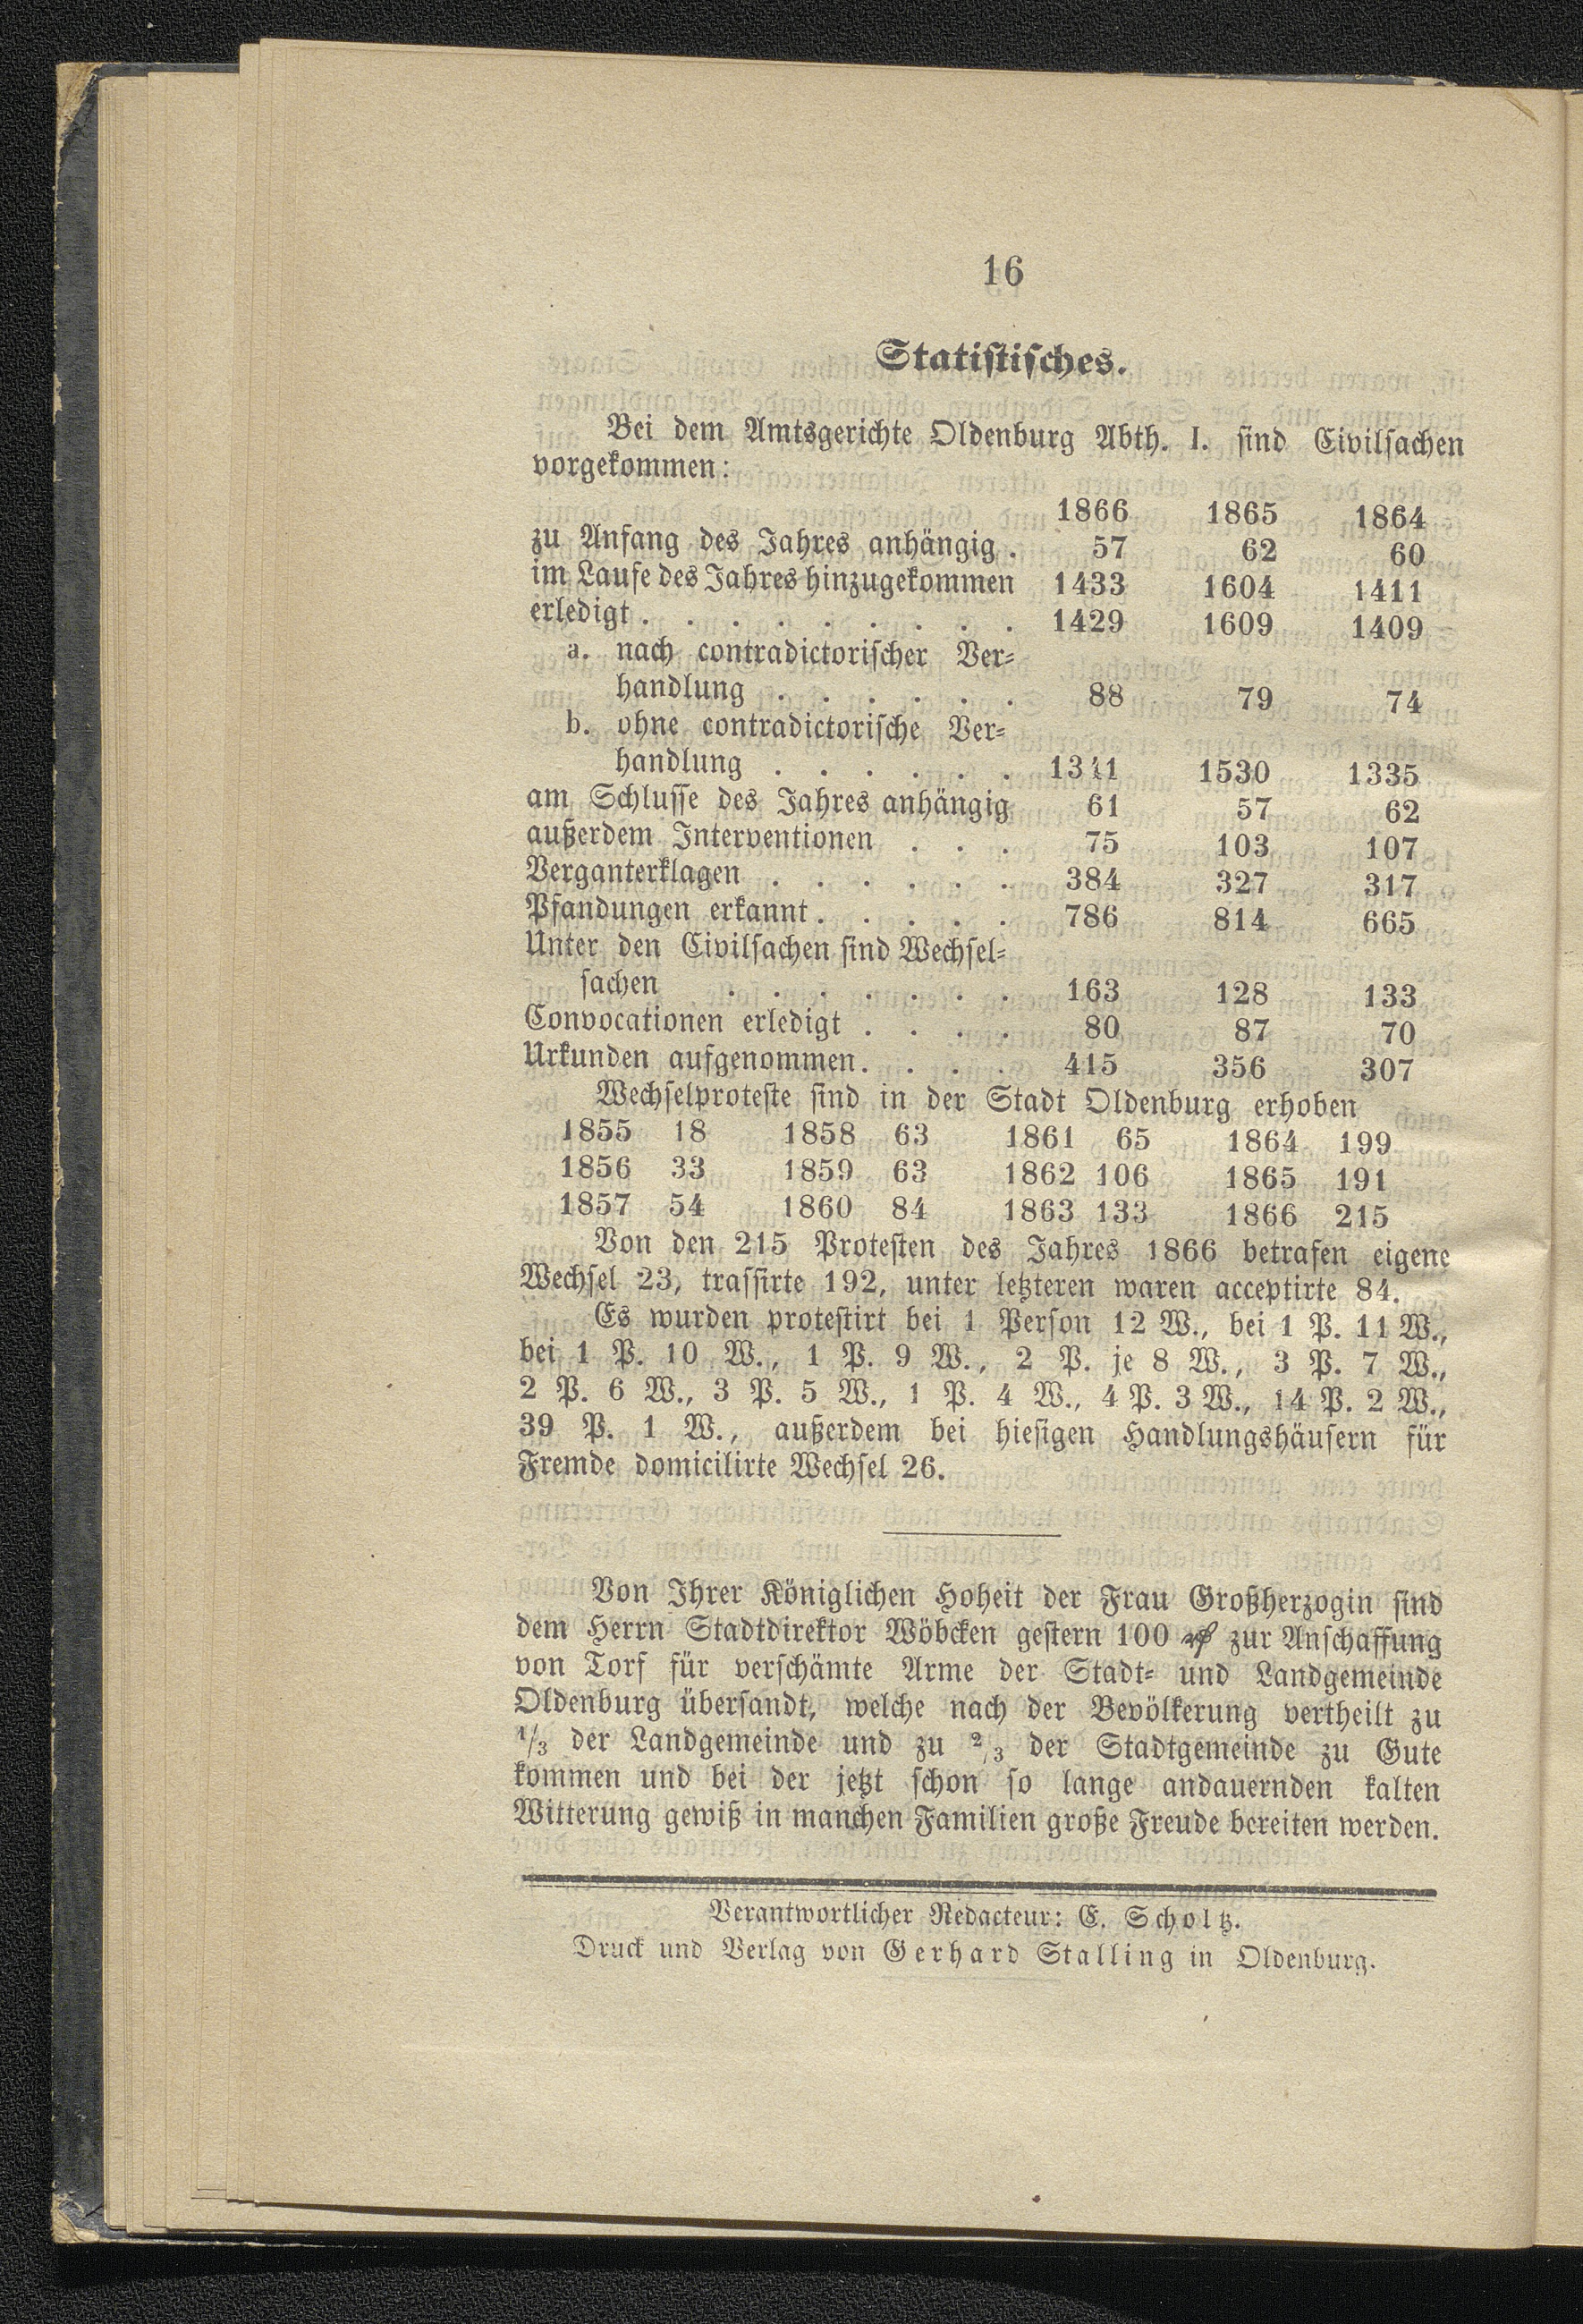 16
Statistisches.
Bei dem Amtsgerichte Oldenburg Abth. I. sind Civilsachen
vorgekommen:
1866 1865 1864
zu Anfang des Jahres anhängig . 57 62 60
im Laufe des Jahres hinzugekommen 1433 1604 1411
erledigt . . . . . . . . . 1429 1609 1409
a. nach contradictorischer Ver-
handlung . . . . . . 88 79 74
b. ohne contradictorische Ver-
handlung . . . . . . 1341 1530 1335
am Schlusse des Jahres anhängig 61 57 62
außerdem Interventionen . . . 75 103 107
Verganterklagen . . . . . . 384 327 317
Pfandungen erkannt . . . . . 786 814 665
Unter den Civilsachen sind Wechsel-
sachen . . . . . . . 163 128 133
Convocationen erledigt . . . . 80 87 70
Urkunden aufgenommen . . . . 415 356 307
Wechselproteste sind in der Stadt Oldenburg erhoben
1855 18 1858 63 1861 65 1864 199
1856 33 1859 63 1862 106 1865 191
1857 54 1860 84 1863 133 1866 215
Von den 215 Protesten des Jahres 1866 betrafen eigene
Wechsel 23, trassirte 192, unter letzteren waren acceptirte 84.
Es wurden protestirt bei 1 Person 12 W., bei 1 P. 11 W.,
bei 1 P. 10 W., 1 P. 9 W., 2 P. je 8 W., 3 P. 7 W.,
2 P. 6 W., 3 P. 5 W., 1 P. 4 W., 4 P. 3 W., 14 P. 2 W.,
39 P. 1 W., außerdem bei hiesigen Handlungshäusern für
Fremde domicilirte Wechsel 26.
Von Ihrer Königlichen Hoheit der Frau Großherzogin sind
dem Herrn Stadtdirektor Wöbcken gestern 100 ₰ zur Anschaffung
von Torf für verschämte Arme der Stadt- und Landgemeinde
Oldenburg übersandt, welche nach der Bevölkerung vertheilt zu
1/3 der Landgemeinde und zu 2/3 der Stadtgemeinde zu Gute
kommen und bei der jetzt schon so lange andauernden kalten
Witterung gewiß in manchen Familien große Freude bereiten werden.
Verantwortlicher Redacteur: E. Scholtz.
Druck und Verlag von Gerhard Stalling in Oldenburg.